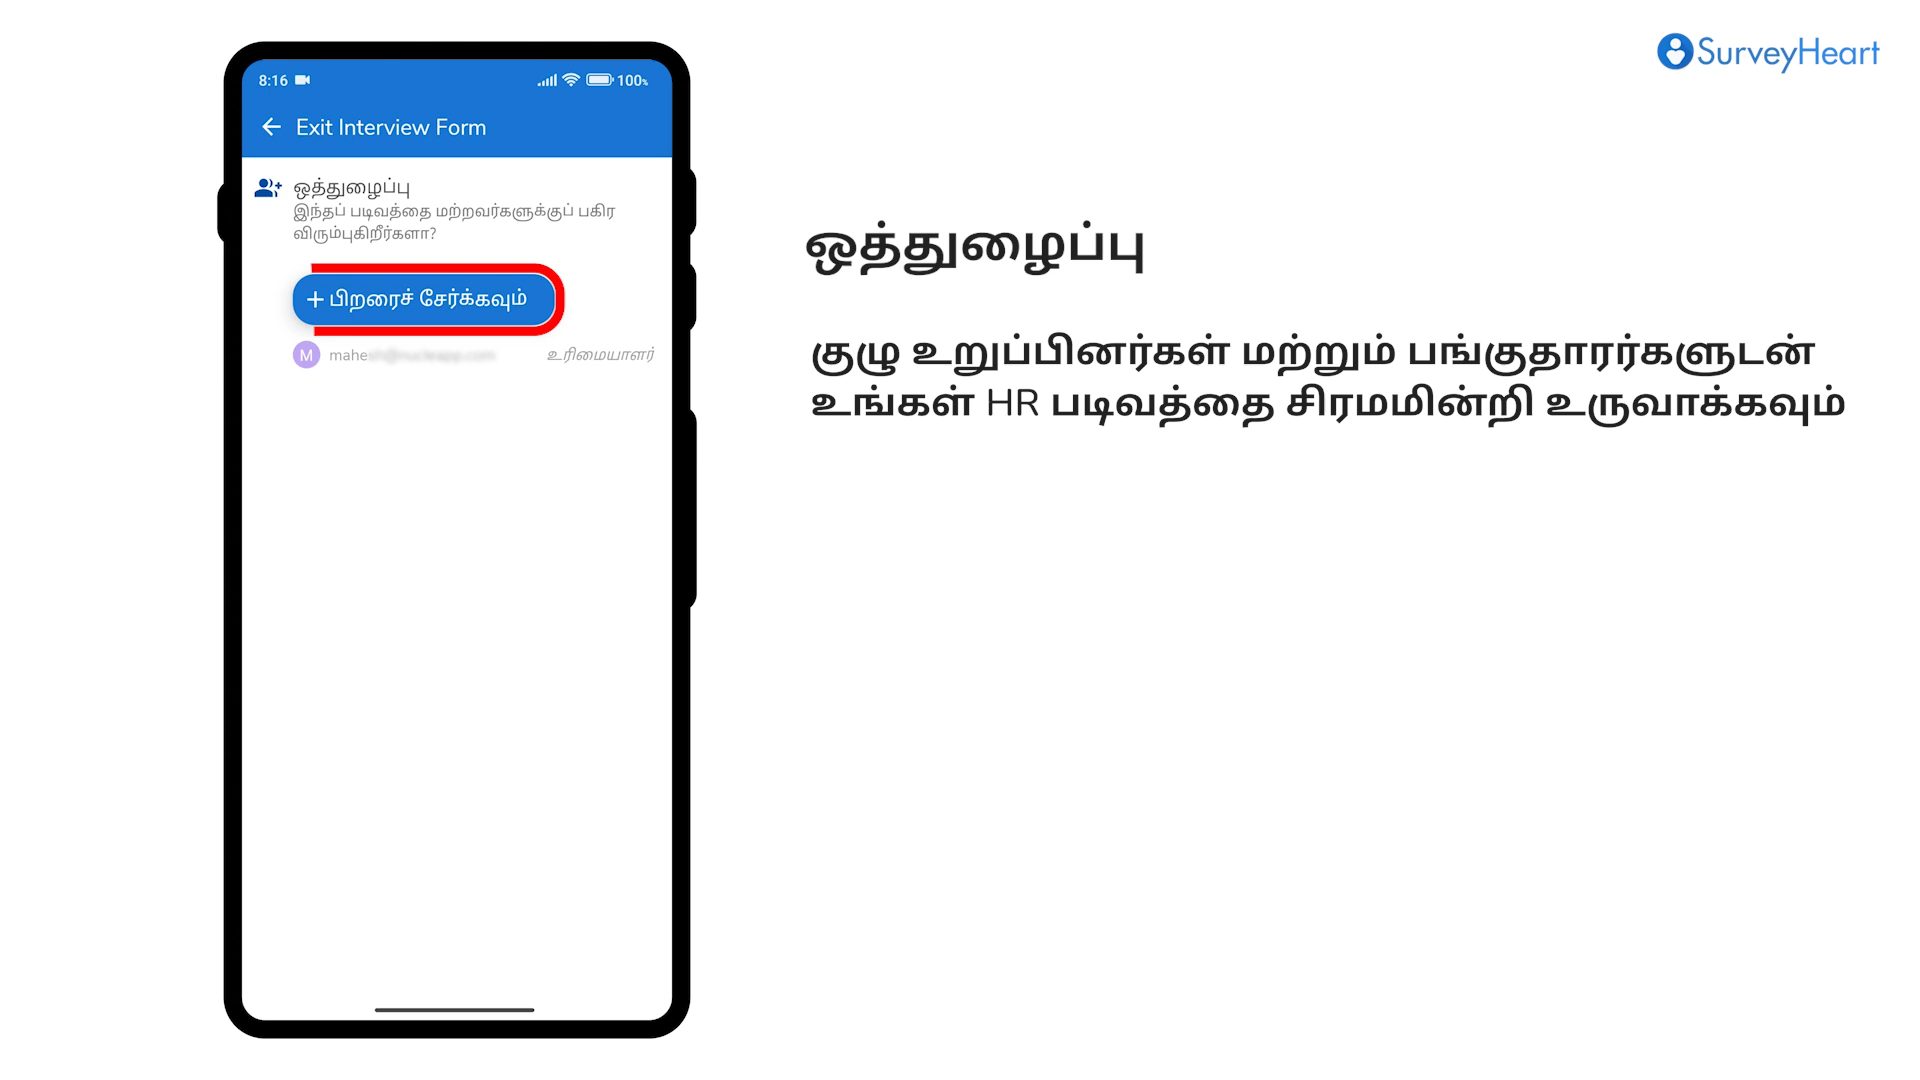 SurveyHeart
8:16
100%
Exit Interview Form
ஒத்துழைப்பு
இந்தப் படிவத்தை மற்றவர்களுக்குப் பகிர
விரும்புகிறீர்களா?
+ பிறரைச் சேர்க்கவும்
M
உரிமையாளர்
ஒத்துழைப்பு
குழு உறுப்பினர்கள் மற்றும் பங்குதாரர்களுடன்
உங்கள் HR படிவத்தை சிரமமின்றி உருவாக்கவும்